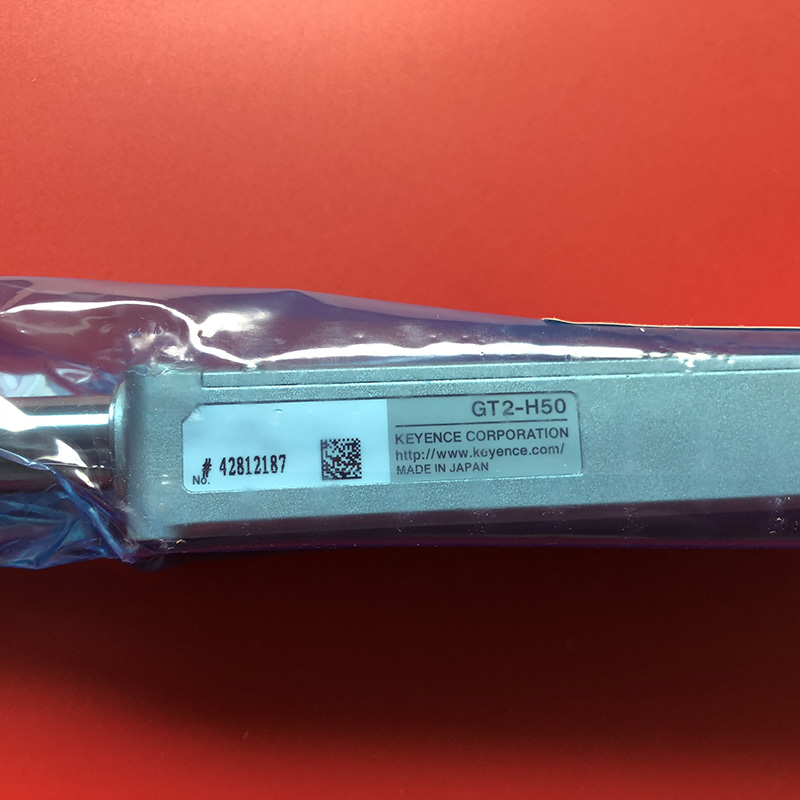 GT2-H50
KEYENCE CORPORATION
http://www.keyence.com/
MADE IN JAPAN
No. # 42812187